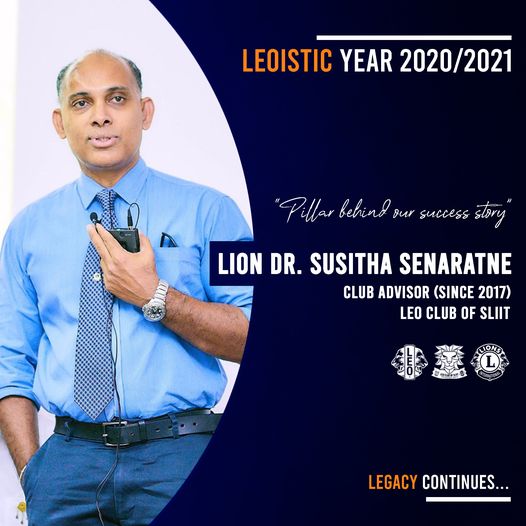 LEOISTIC YEAR 2020/2021
"Pillar behind our success story"
LION DR. SUSITHA SENARATNE
CLUB ADVISOR (SINCE 2017)
LEO CLUB OF SLIIT
LEO
LIONS
L
LEGACY CONTINUES...